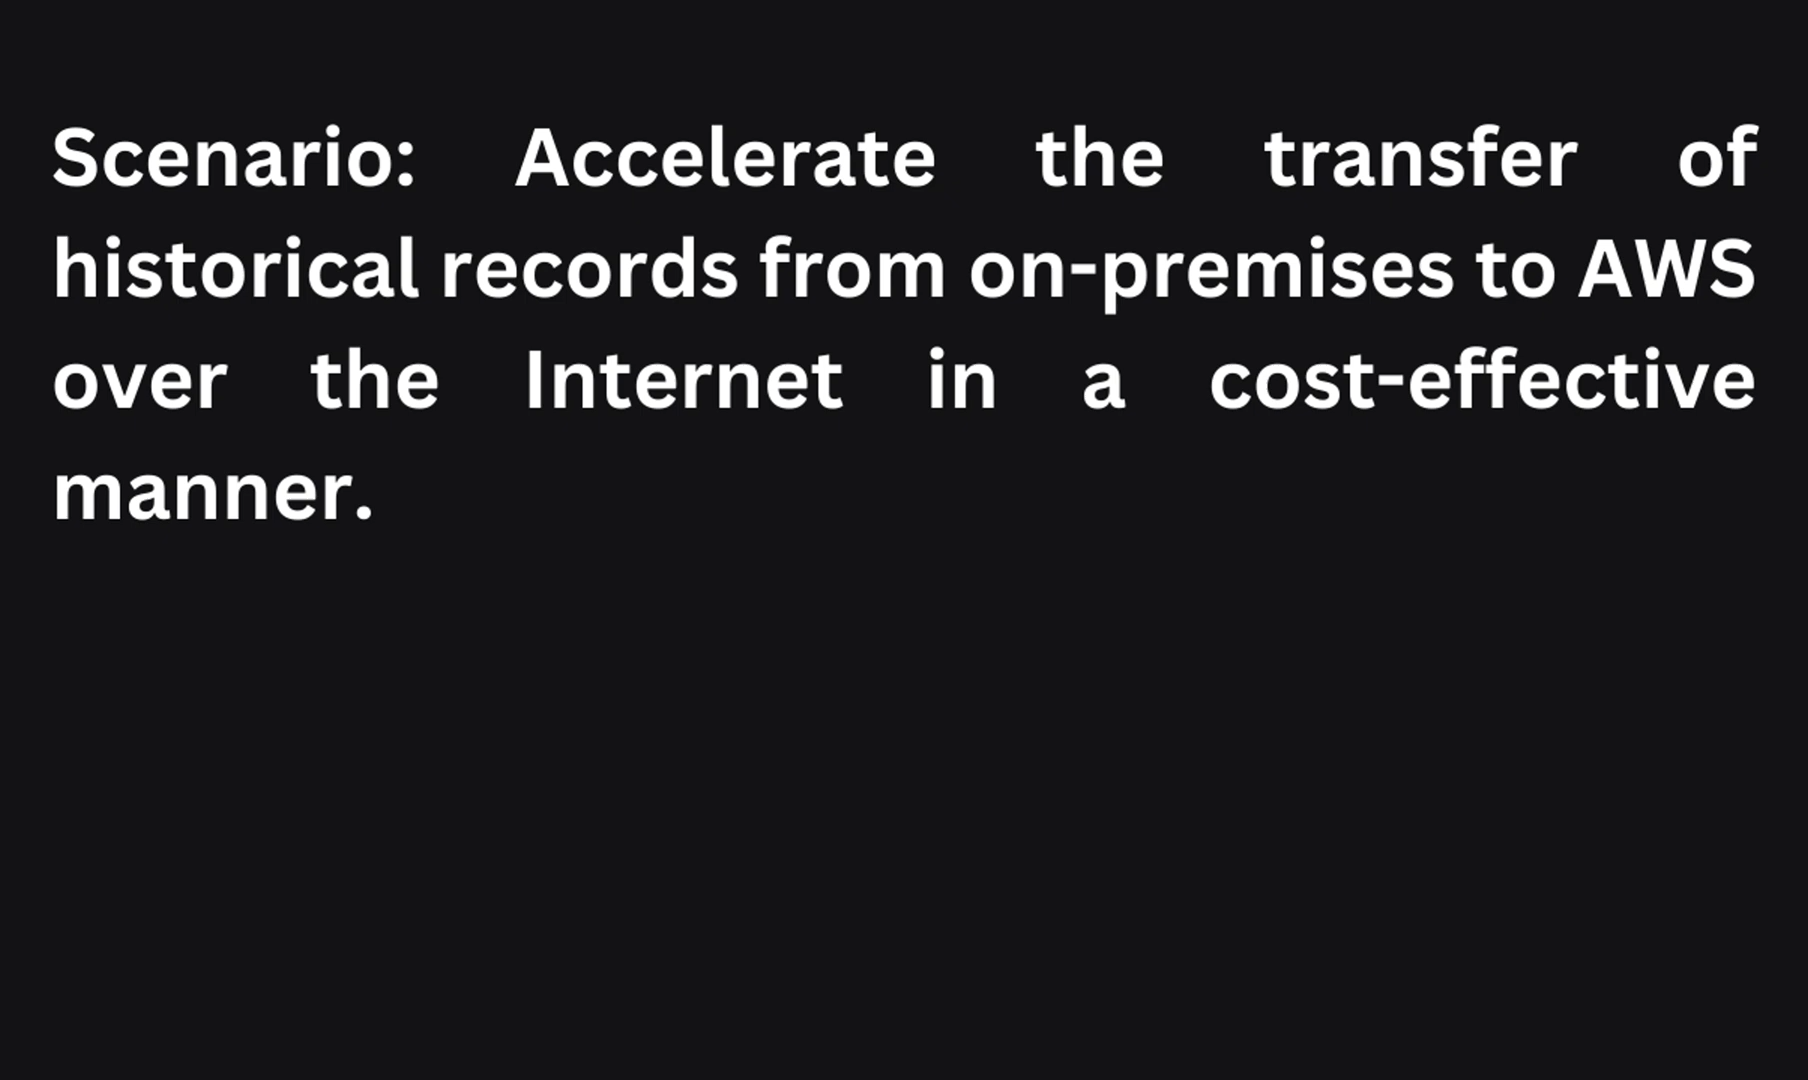 Scenario: Accelerate the transfer of
historical records from on-premises to AWS
over the Internet in a cost-effective
manner.